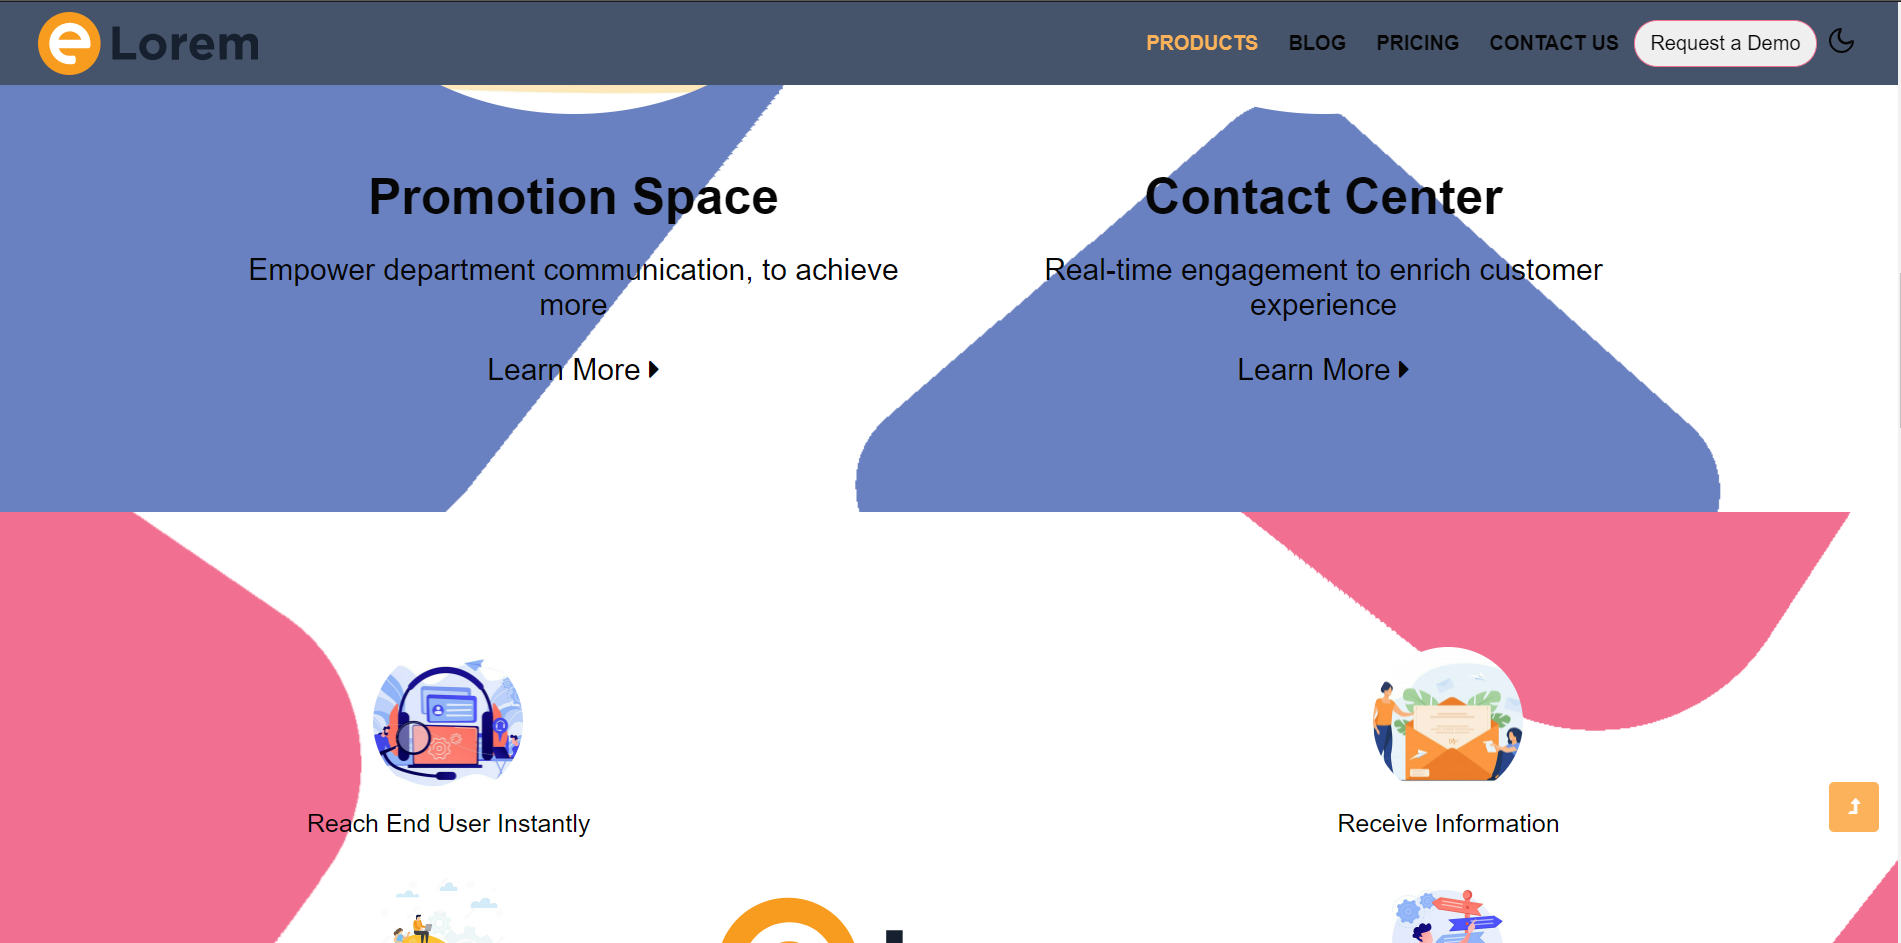 e Lorem
PRODUCTS BLOG PRICING CONTACT US Request a Demo
Promotion Space
Empower department communication, to achieve
more
Learn More
Contact Center
Real-time engagement to enrich customer
experience
Learn More
Reach End User Instantly
Receive Information